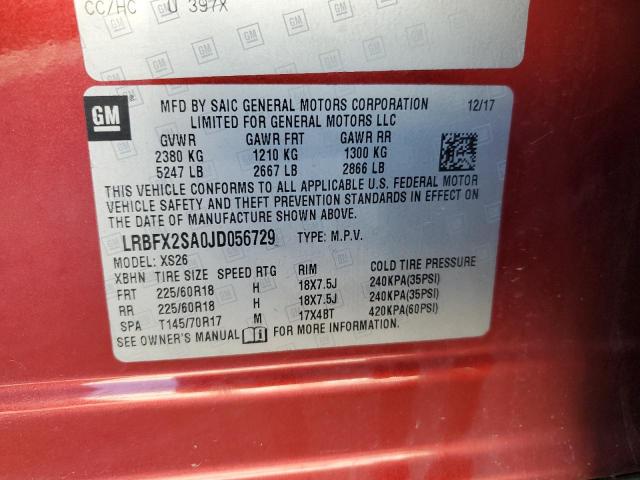 CC/HC U 397X
GM
MFD BY SAIC GENERAL MOTORS CORPORATION 12/17
LIMITED FOR GENERAL MOTORS LLC
GVWR GAWR FRT GAWR RR
2380 KG 1210 KG 1300 KG
5247 LB 2667 LB 2866 LB
THIS VEHICLE CONFORMS TO ALL APPLICABLE U.S. FEDERAL MOTOR
VEHICLE SAFETY AND THEFT PREVENTION STANDARDS IN EFFECT ON
THE DATE OF MANUFACTURE SHOWN ABOVE.
LRBFX2SA0JD056729 TYPE: M.P.V.
MODEL: XS26
XBHN TIRE SIZE SPEED RTG RIM COLD TIRE PRESSURE
FRT 225/60R18 H 18X7.5J 240KPA(35PSI)
RR 225/60R18 H 18X7.5J 240KPA(35PSI)
SPA T145/70R17 M 17X4BT 420KPA(60PSI)
SEE OWNER'S MANUAL FOR MORE INFORMATION